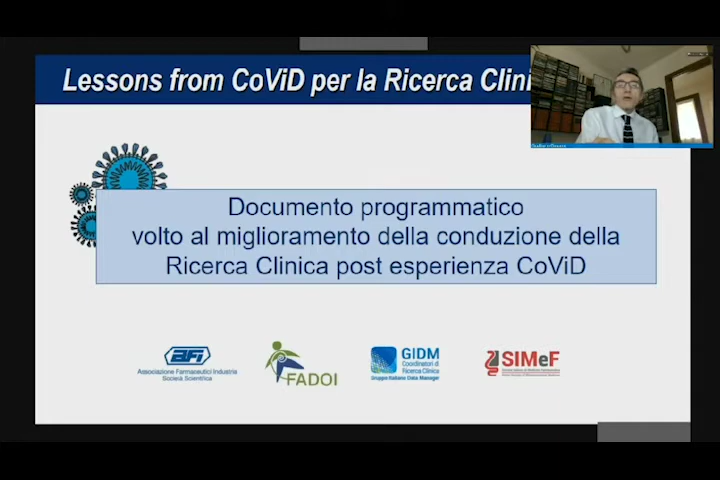 Lessons from CoViD per la Ricerca Clini
Documento programmatico
volto al miglioramento della conduzione della
Ricerca Clinica post esperienza CoViD
afi
Associazione Farmaceutici Industria
Società Scientifica
FADOI
GIDM
Coordinatori di
Ricerca Clinica
Gruppo Italiano Data Manager
SIMeF